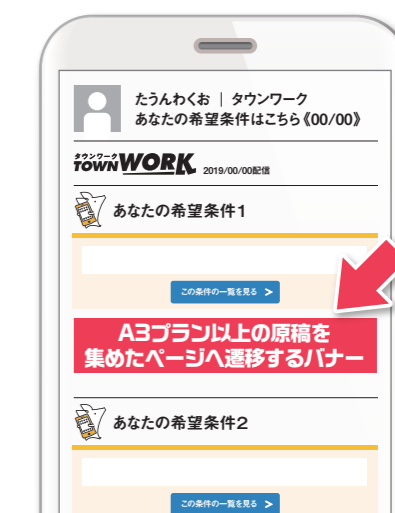 たうんわくお | タウンワーク
あなたの希望条件はこちら《00/00》
タウンワーク
TOWNWORK 2019/00/00配信
あなたの希望条件1
この条件の一覧を見る >
A3プラン以上の原稿を
集めたページへ遷移するバナー
あなたの希望条件2
この条件の一覧を見る >